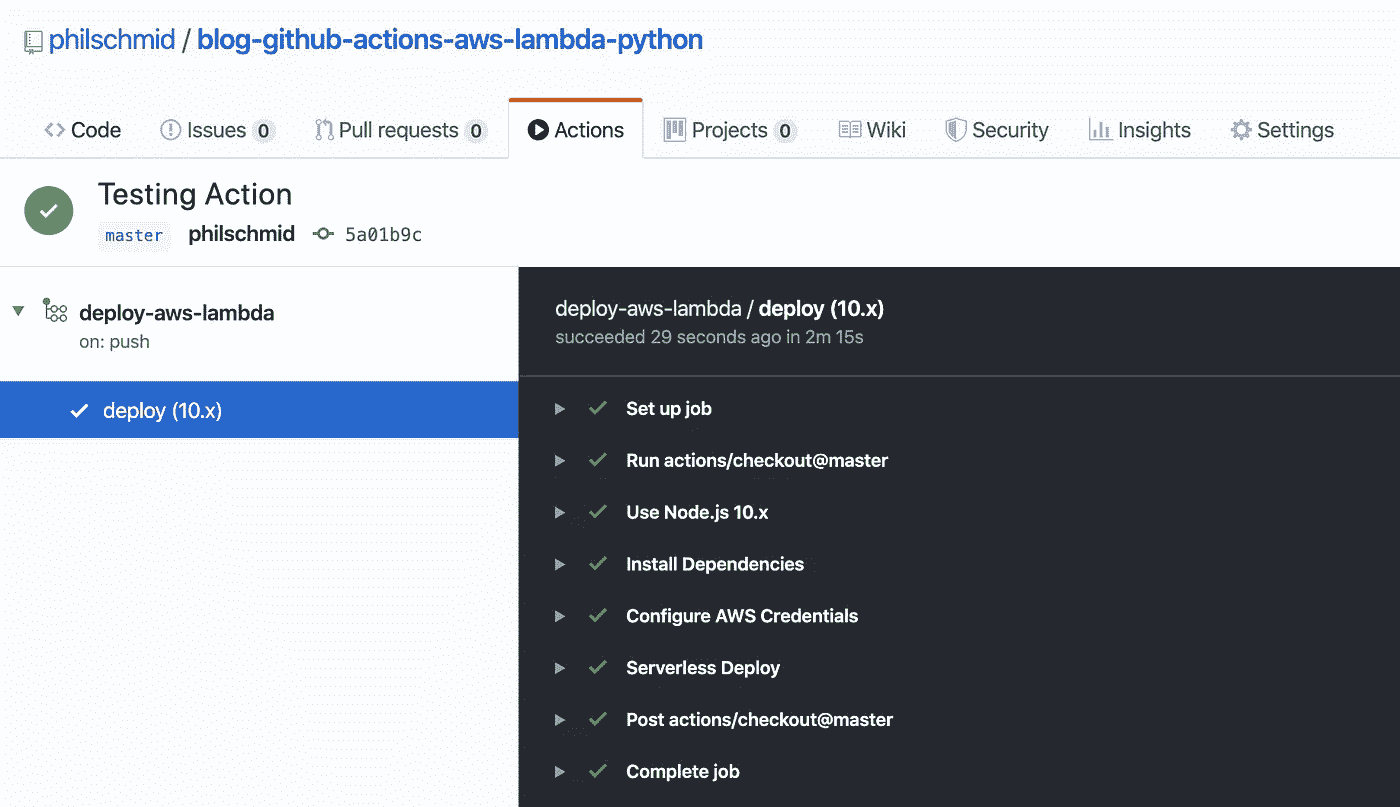 philschmid / blog-github-actions-aws-lambda-python
Code Issues 0 Pull requests 0 Actions Projects 0 Wiki Security Insights Settings
Testing Action
master philschmid 5a01b9c
deploy-aws-lambda
on: push
deploy (10.x)
deploy-aws-lambda / deploy (10.x)
succeeded 29 seconds ago in 2m 15s
Set up job
Run actions/checkout@master
Use Node.js 10.x
Install Dependencies
Configure AWS Credentials
Serverless Deploy
Post actions/checkout@master
Complete job